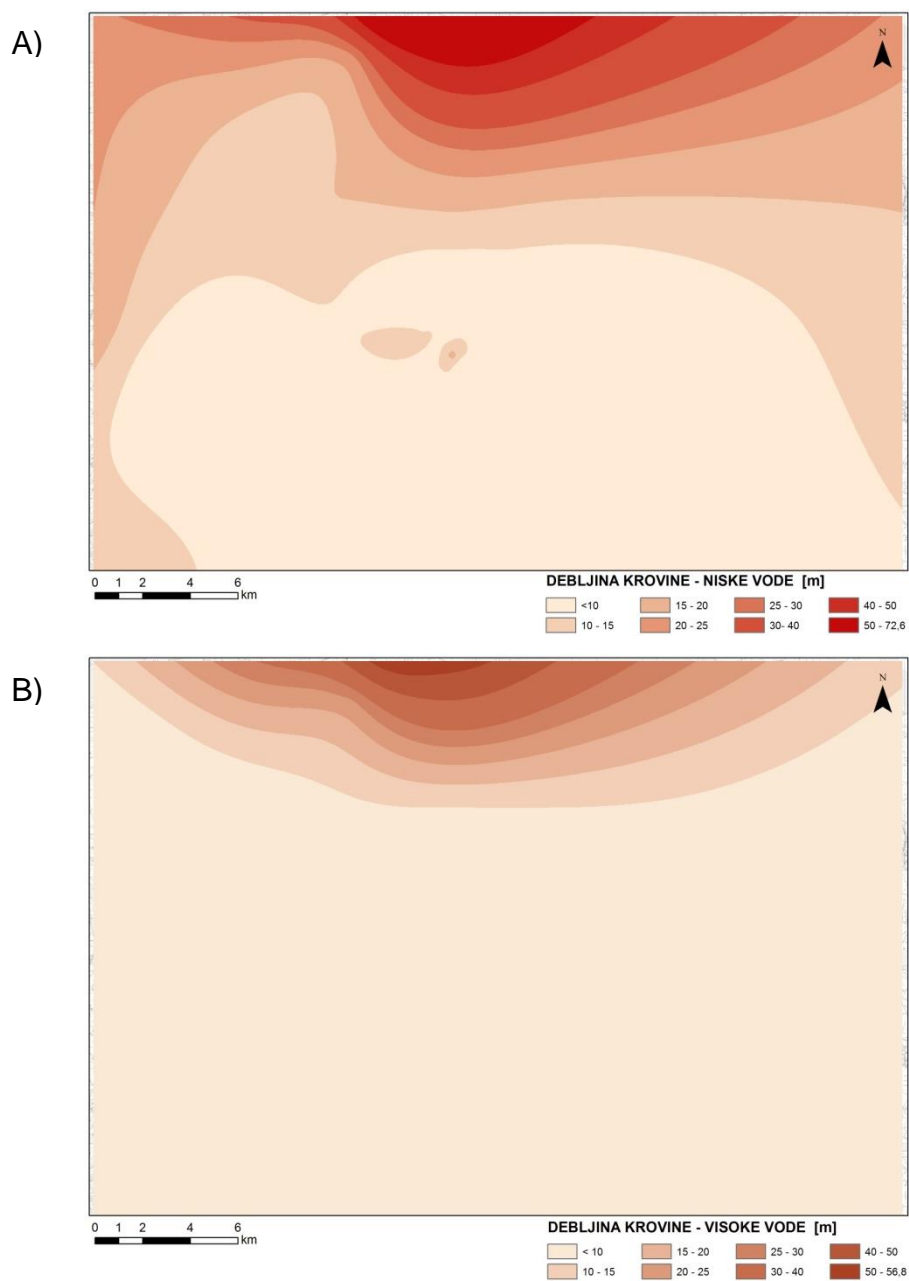 A)
N
0 1 2 4 6
km
DEBLJINA KROVINE - NISKE VODE [m]
<10 15 - 20 25 - 30 40 - 50
10 - 15 20 - 25 30- 40 50 - 72,6
B)
N
0 1 2 4 6
km
DEBLJINA KROVINE - VISOKE VODE [m]
< 10 15 - 20 25 - 30 40 - 50
10 - 15 20 - 25 30 - 40 50 - 56,8